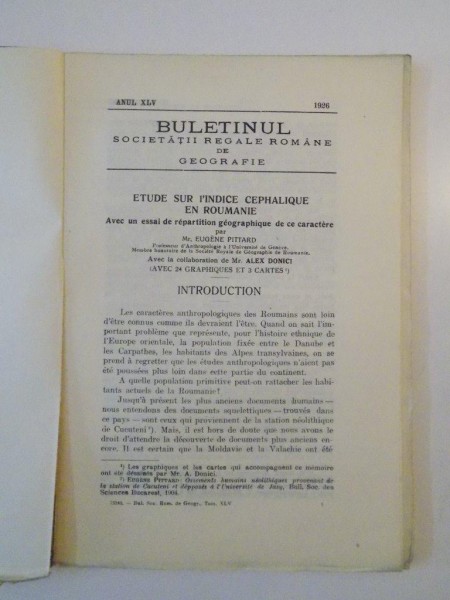 ANUL XLV 1926
BULETINUL
SOCIETĂȚII REGALE ROMÂNE
DE
GEOGRAFIE
ETUDE SUR l'INDICE CEPHALIQUE
EN ROUMANIE
Avec un essai de répartition géographique de ce caractère
par
Mr. EUGÈNE PITTARD
Professeur d'Anthropologie à l'Université de Genève.
Membre honoraire de la Société Royale de Géographie de Roumanie.
Avec la collaboration de Mr. ALEX DONICI
(AVEC 24 GRAPHIQUES ET 3 CARTES ¹)
INTRODUCTION
Les caractères anthropologiques des Roumains sont loin
d'être connus comme ils devraient l'être. Quand on sait l'im-
portant problème que représente, pour l'histoire ethnique de
l'Europe orientale, la population fixée entre le Danube et
les Carpathes, les habitants des Alpes transylvaines, on se
prend à regretter que les études anthropologiques n'aient pas
été poussées plus loin dans cette partie du continent.
A quelle population primitive peut-on rattacher les habi-
tants actuels de la Roumanie?
Jusqu'à présent les plus anciens documents humains —
nous entendons des documents squelettiques — trouvés dans
ce pays — sont ceux qui proviennent de la station néolithique
de Cucuteni ²). Mais, il est hors de doute que nous avons le
droit d'attendre la découverte de documents plus anciens en-
core. Il est certain que la Moldavie et la Valachie ont été
¹) Les graphiques et les cartes qui accompagnent ce mémoire
ont été dessinés par Mr. A. Donici.
²) EUGÈNE PITTARD: Ossements humains néolithiques provenant de
la station de Cucuteni et déposés à l'Université de Jassy, Bull. Soc. des
Sciences Bucarest, 1904.
— Bul. Soc. Rom. de Geogr., Tom. XLV 1